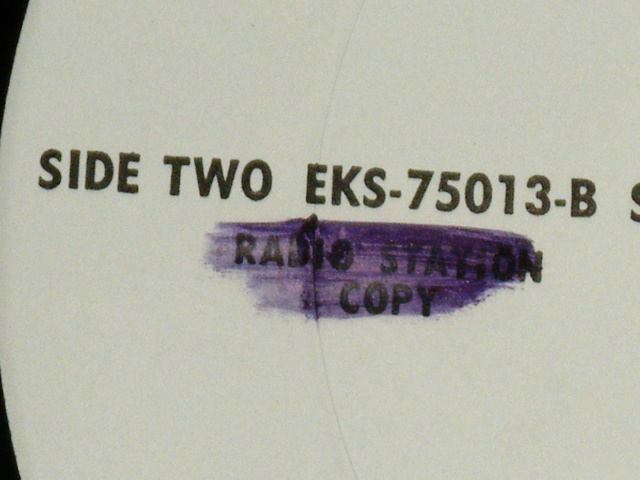 SIDE TWO EKS-75013-B S
RADIO STATION
COPY